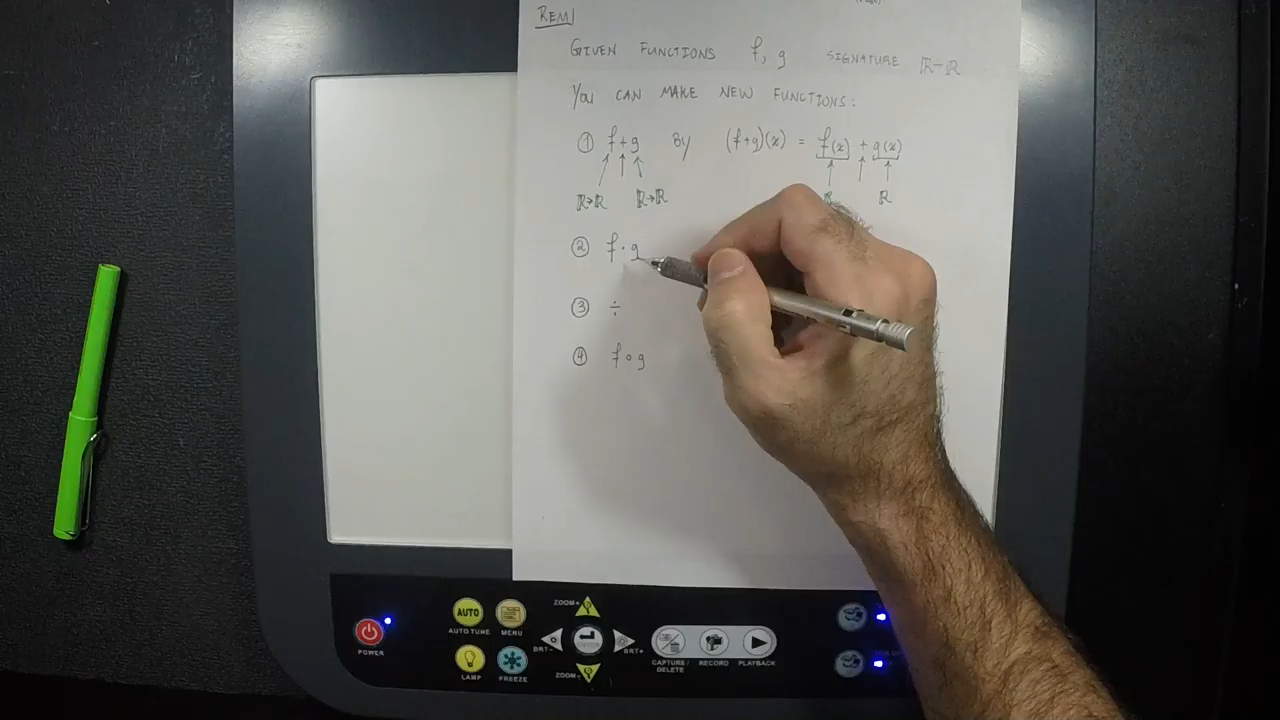 REM
GIVEN FUNCTIONS f, g SIGNATURE ℝ→ℝ
YOU CAN MAKE NEW FUNCTIONS:
① f+g BY (f+g)(x) = f(x) + g(x)
ℝ→ℝ ℝ→ℝ ℝ ℝ
② f·g
③ ÷
④ f∘g
ZOOM+
AUTO
AUTO TUNE
MENU
POWER
BRT- BRT+
LAMP
FREEZE
ZOOM-
CAPTURE / DELETE
RECORD
PLAYBACK